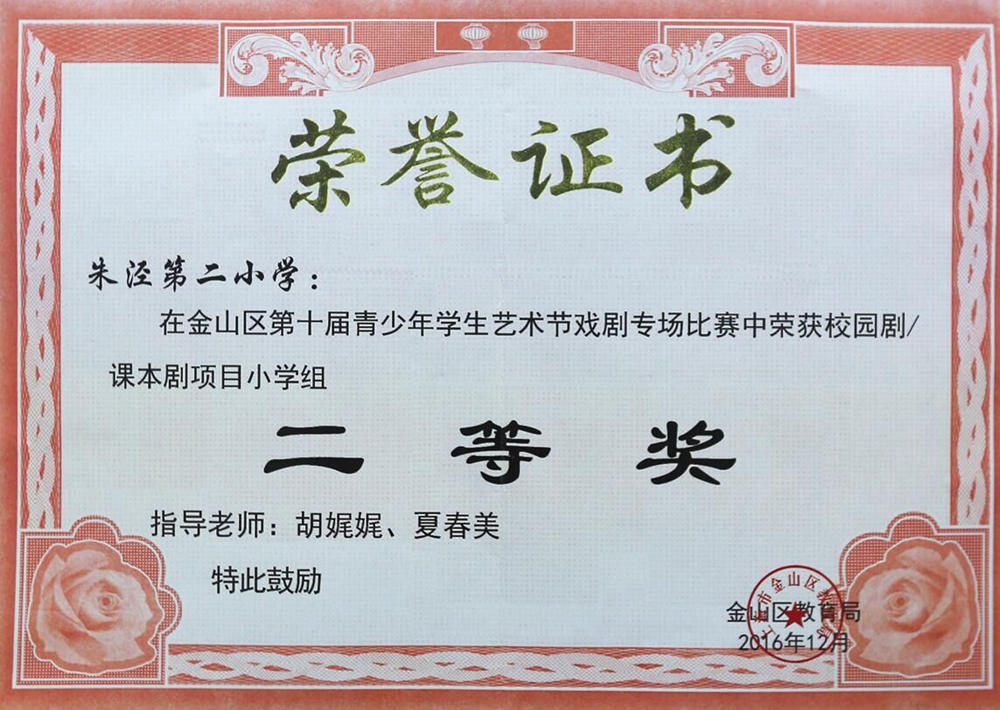 荣誉证书
朱泾第二小学：
在金山区第十届青少年学生艺术节戏剧专场比赛中荣获校园剧/
课本剧项目小学组
二等奖
指导老师：胡娓娓、夏春美
特此鼓励
金山区教育局
2016年12月